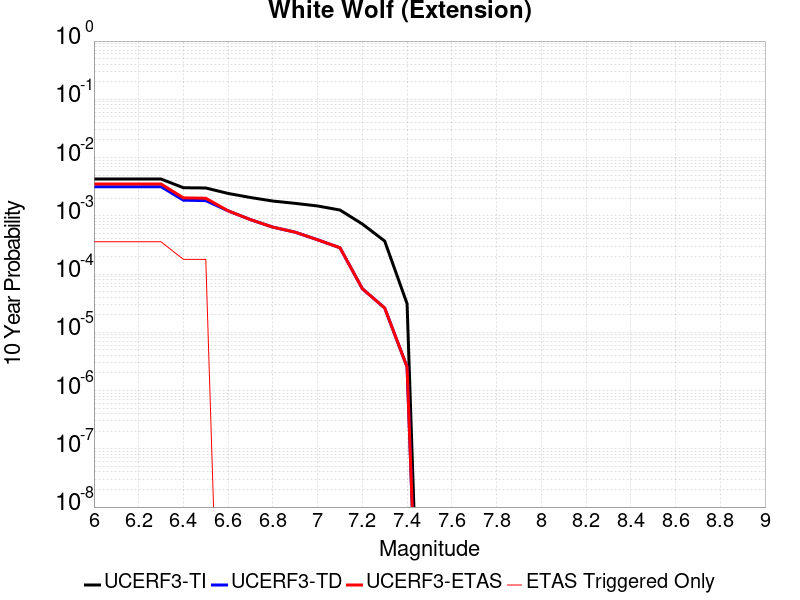 White Wolf (Extension)
10 0
10 -1
10 -2
10 -3
10 -4
10 -5
10 -6
10 -7
10 -8
10 Year Probability
6 6.2 6.4 6.6 6.8 7 7.2 7.4 7.6 7.8 8 8.2 8.4 8.6 8.8 9
Magnitude
UCERF3-TI UCERF3-TD UCERF3-ETAS ETAS Triggered Only